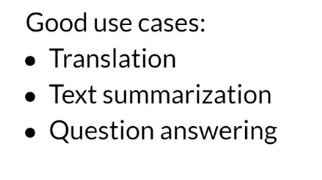 Good use cases:
• Translation
• Text summarization
• Question answering